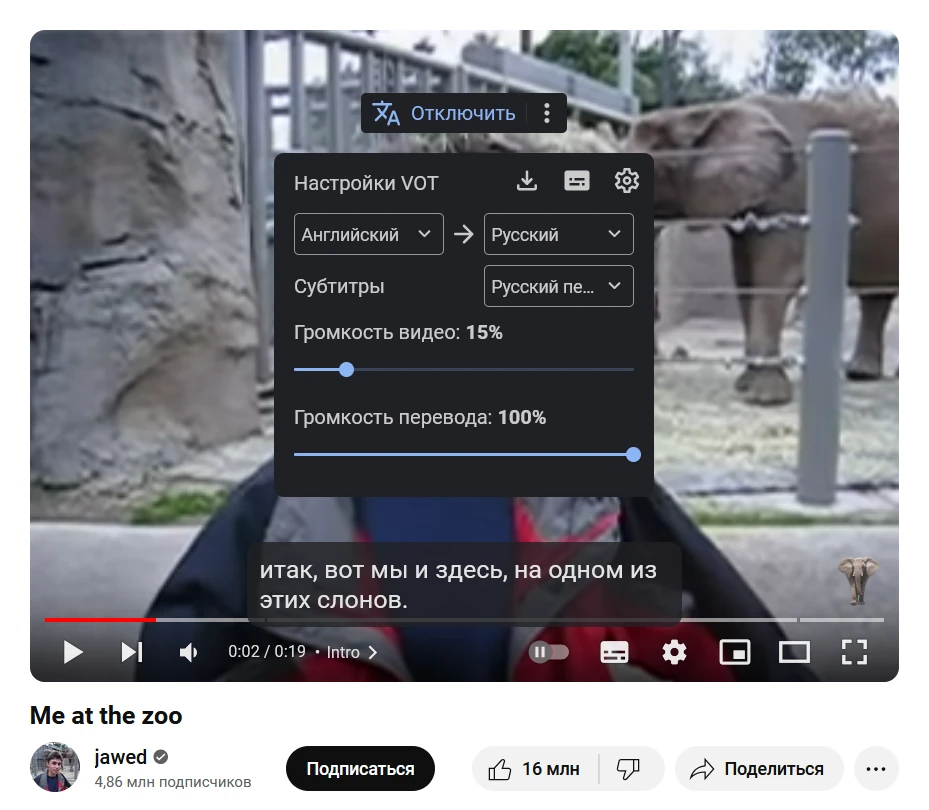 Отключить
Настройки VOT
Английский
Русский
Субтитры
Русский пе...
Громкость видео: 15%
Громкость перевода: 100%
итак, вот мы и здесь, на одном из
этих слонов.
0:02 / 0:19 • Intro
Me at the zoo
jawed
4,86 млн подписчиков
Подписаться
16 млн
Поделиться